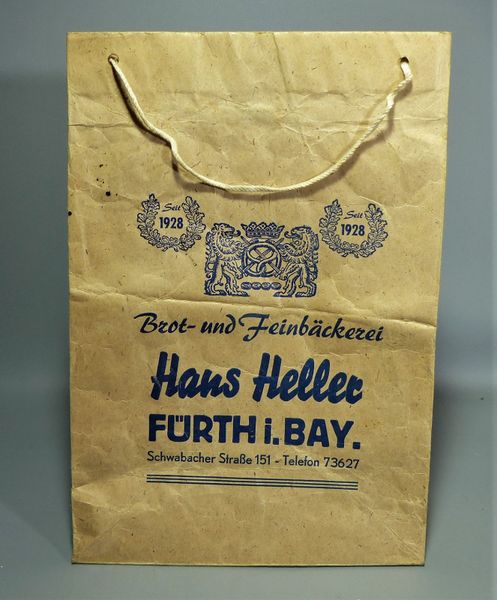 Seit
1928
Seit
1928
Brot- und Feinbäckerei
Hans Heller
FÜRTH i. BAY.
Schwabacher Straße 151 - Telefon 73627